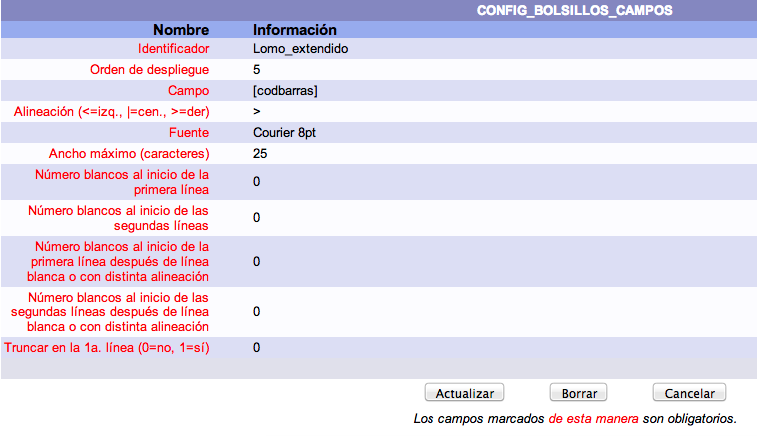 CONFIG_BOLSILLOS_CAMPOS
Nombre Información
Identificador Lomo_extendido
Orden de despliegue 5
Campo [codbarras]
Alineación (<=izq., |=cen., >=der) >
Fuente Courier 8pt
Ancho máximo (caracteres) 25
Número blancos al inicio de la
primera línea 0
Número blancos al inicio de las
segundas líneas 0
Número blancos al inicio de la
primera línea después de línea 0
blanca o con distinta alineación
Número blancos al inicio de las
segundas líneas después de línea 0
blanca o con distinta alineación
Truncar en la 1a. línea (0=no, 1=sí) 0
Actualizar Borrar Cancelar
Los campos marcados de esta manera son obligatorios.